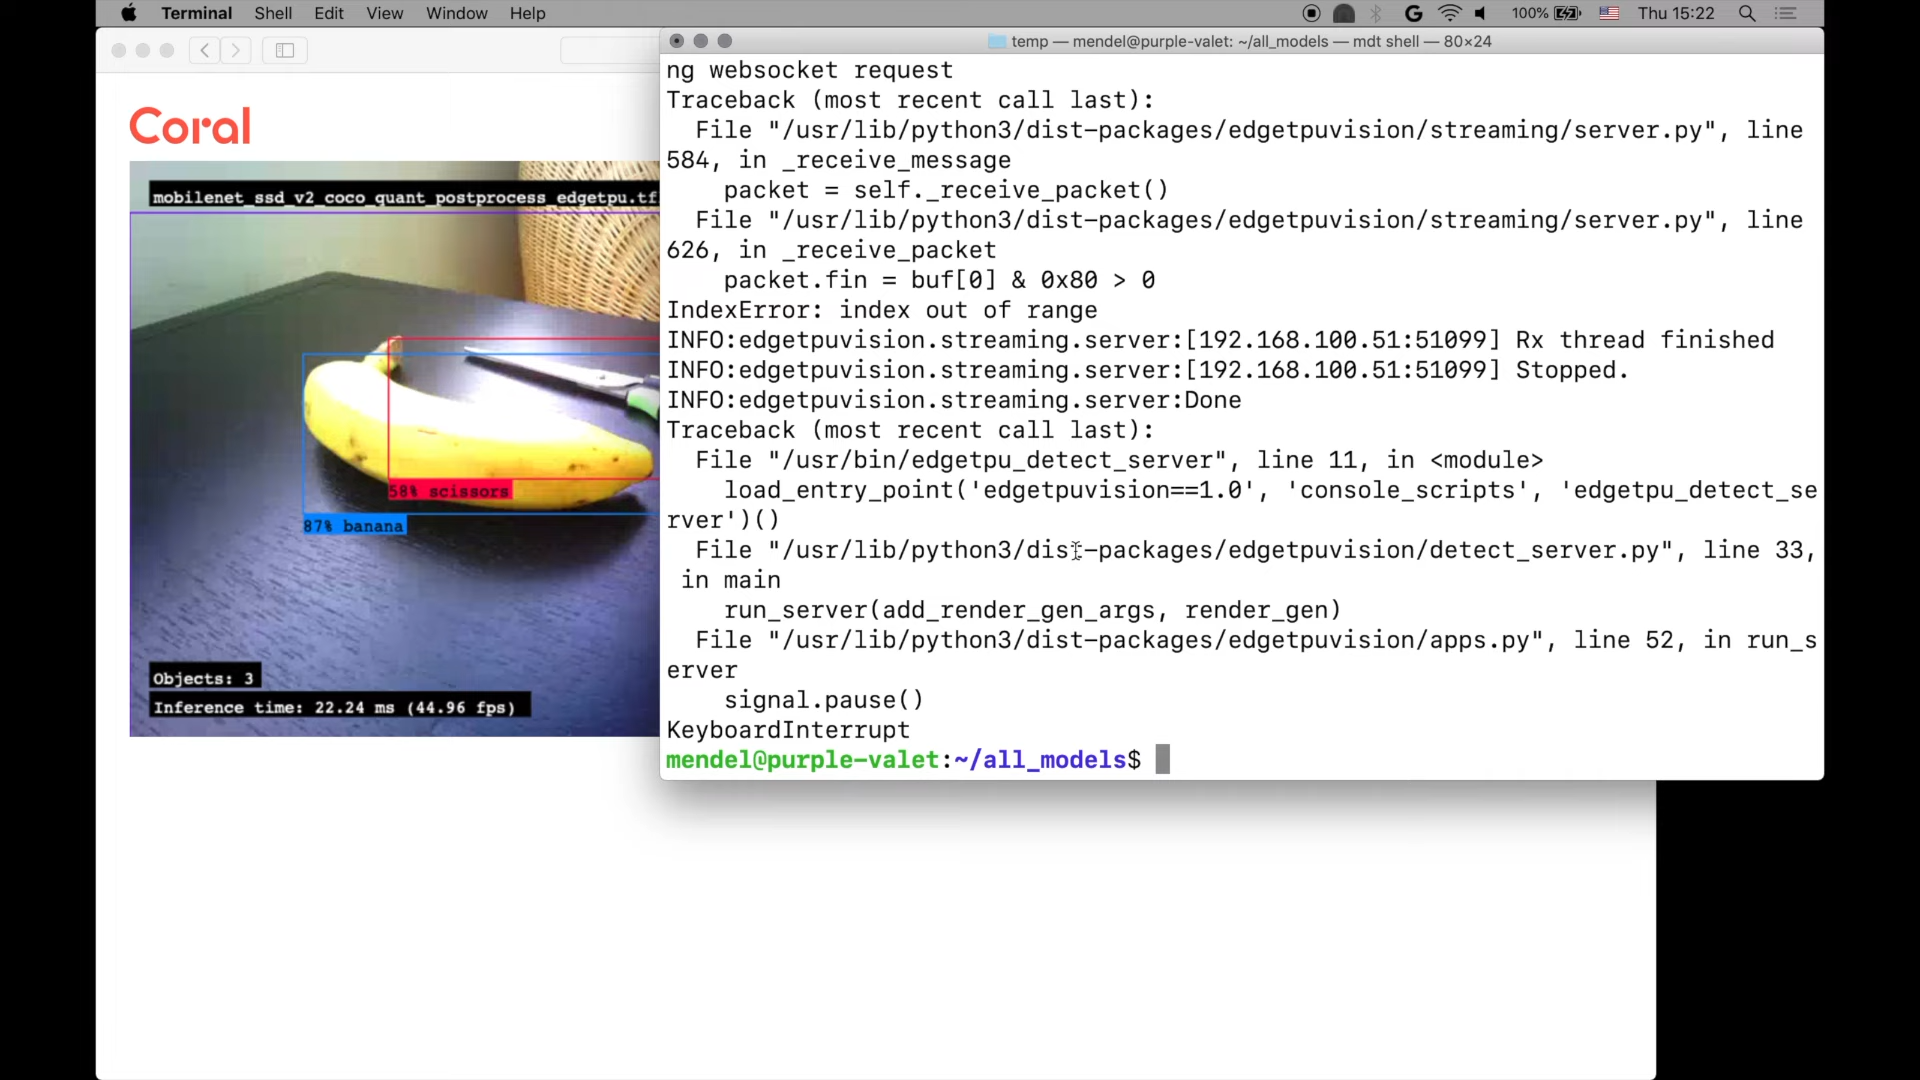 Terminal Shell Edit View Window Help
100% Thu 15:22
temp — mendel@purple-valet: ~/all_models — mdt shell — 80×24
Coral
mobilenet_ssd_v2_coco_quant_postprocess_edgetpu.tf
58% scissors
87% banana
Objects: 3
Inference time: 22.24 ms (44.96 fps)
ng websocket request
Traceback (most recent call last):
  File "/usr/lib/python3/dist-packages/edgetpuvision/streaming/server.py", line
584, in _receive_message
    packet = self._receive_packet()
  File "/usr/lib/python3/dist-packages/edgetpuvision/streaming/server.py", line
626, in _receive_packet
    packet.fin = buf[0] & 0x80 > 0
IndexError: index out of range
INFO:edgetpuvision.streaming.server:[192.168.100.51:51099] Rx thread finished
INFO:edgetpuvision.streaming.server:[192.168.100.51:51099] Stopped.
INFO:edgetpuvision.streaming.server:Done
Traceback (most recent call last):
  File "/usr/bin/edgetpu_detect_server", line 11, in <module>
    load_entry_point('edgetpuvision==1.0', 'console_scripts', 'edgetpu_detect_se
rver')()
  File "/usr/lib/python3/dist-packages/edgetpuvision/detect_server.py", line 33,
 in main
    run_server(add_render_gen_args, render_gen)
  File "/usr/lib/python3/dist-packages/edgetpuvision/apps.py", line 52, in run_s
erver
    signal.pause()
KeyboardInterrupt
mendel@purple-valet:~/all_models$